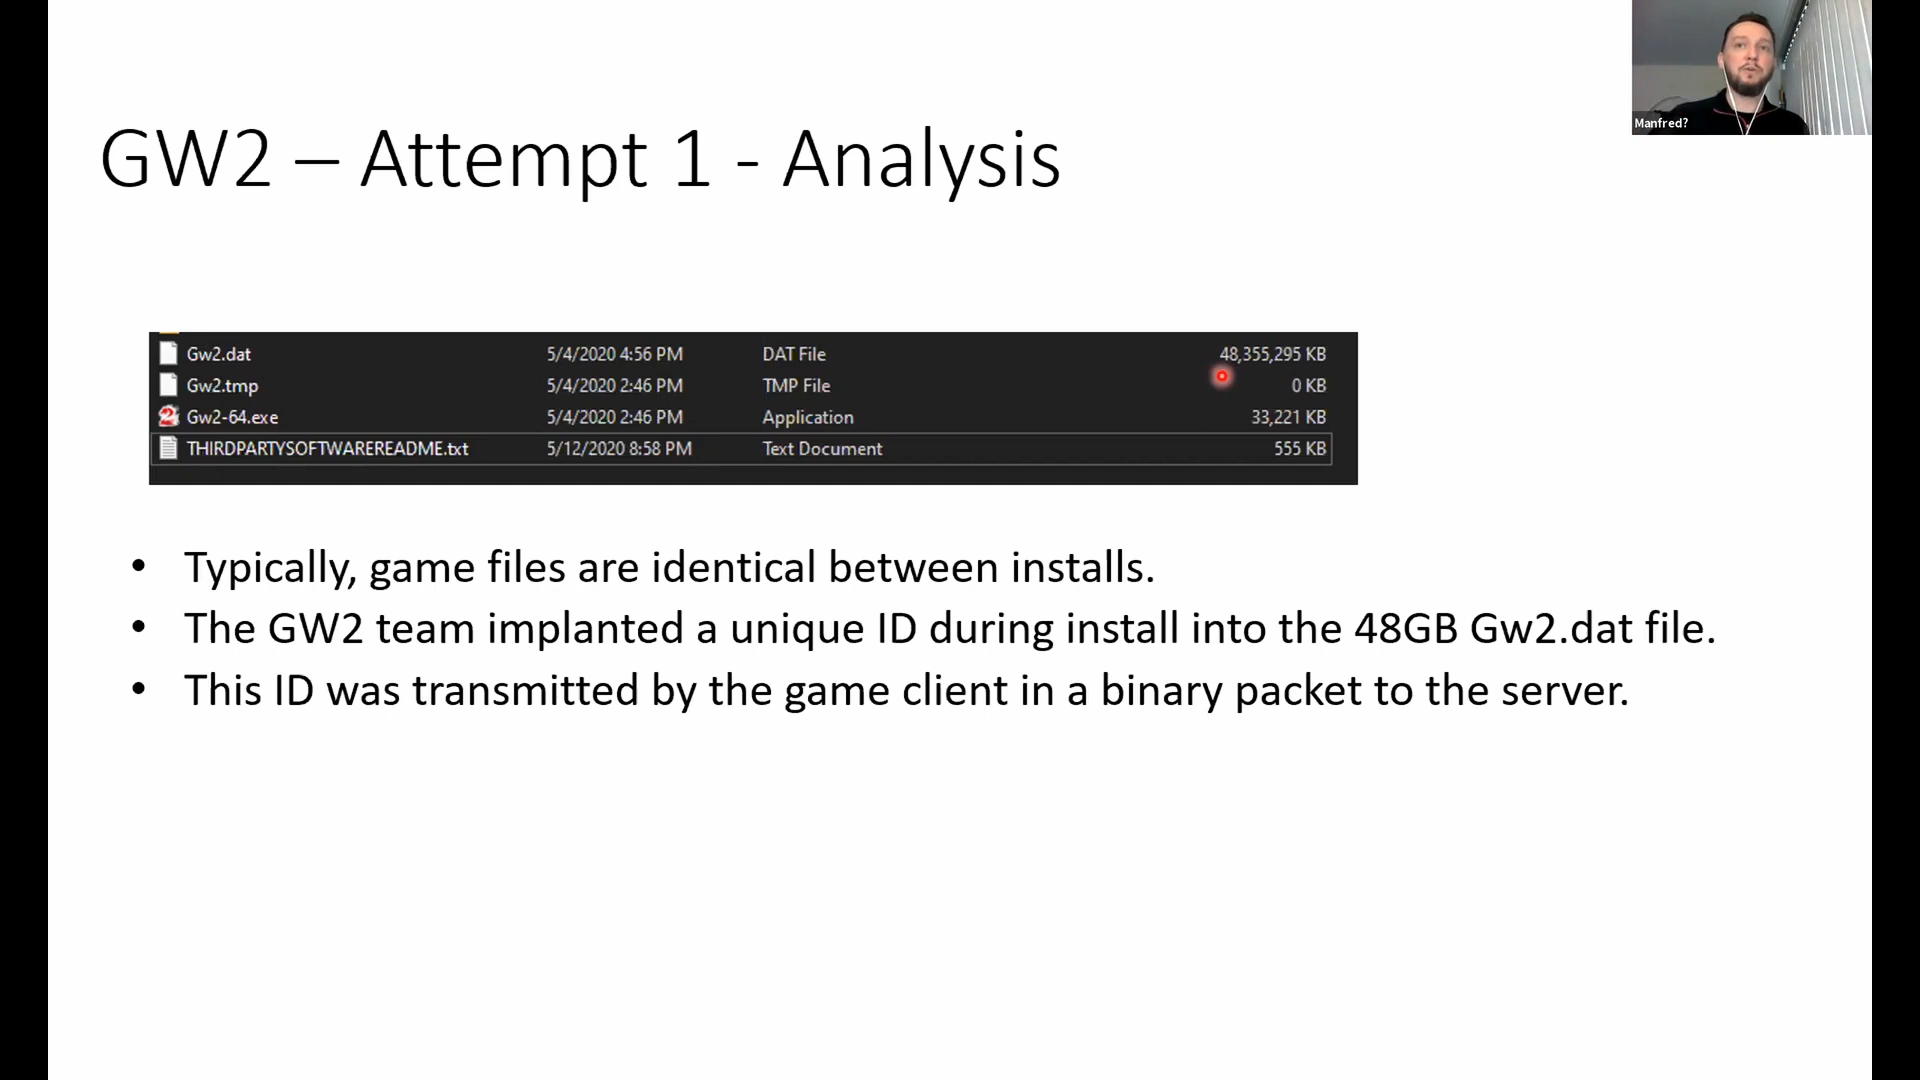 Manfred?
GW2 – Attempt 1 - Analysis
Gw2.dat 5/4/2020 4:56 PM DAT File 48,355,295 KB
Gw2.tmp 5/4/2020 2:46 PM TMP File 0 KB
Gw2-64.exe 5/4/2020 2:46 PM Application 33,221 KB
THIRDPARTYSOFTWAREREADME.txt 5/12/2020 8:58 PM Text Document 555 KB
• Typically, game files are identical between installs.
• The GW2 team implanted a unique ID during install into the 48GB Gw2.dat file.
• This ID was transmitted by the game client in a binary packet to the server.